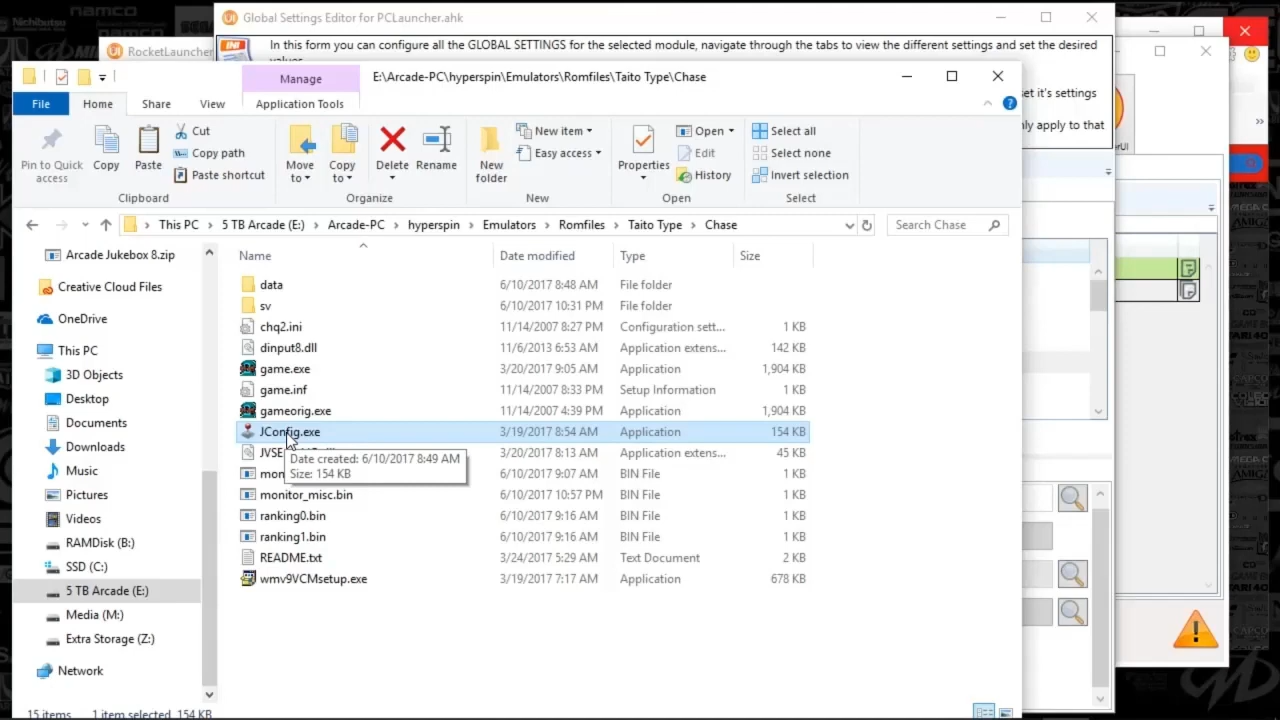 Nichibutsu
namco
namco
Global Settings Editor for PCLauncher.ahk
RocketLauncher
In this form you can configure all the GLOBAL SETTINGS for the selected module, navigate through the tabs to view the different settings and set the desired
values.
Manage
E:\Arcade-PC\hyperspin\Emulators\Romfiles\Taito Type\Chase
set it's settings
only apply to that
File
Home
Share
View
Application Tools
Pin to Quick
access
Copy
Paste
Cut
Copy path
Paste shortcut
Clipboard
Move
to
Copy
to
Delete
Rename
Organize
New
folder
New item
Easy access
New
Properties
Open
Edit
History
Open
Select all
Select none
Invert selection
Select
This PC
5 TB Arcade (E:)
Arcade-PC
hyperspin
Emulators
Romfiles
Taito Type
Chase
Search Chase
Arcade Jukebox 8.zip
Creative Cloud Files
OneDrive
This PC
3D Objects
Desktop
Documents
Downloads
Music
Pictures
Videos
RAMDisk (B:)
SSD (C:)
5 TB Arcade (E:)
Media (M:)
Extra Storage (Z:)
Network
Name Date modified Type Size
data 6/10/2017 8:48 AM File folder
sv 6/10/2017 10:31 PM File folder
chq2.ini 11/14/2007 8:27 PM Configuration sett... 1 KB
dinput8.dll 11/6/2013 6:53 AM Application extens... 142 KB
game.exe 3/20/2017 9:05 AM Application 1,904 KB
game.inf 11/14/2007 8:33 PM Setup Information 1 KB
gameorig.exe 11/14/2007 4:39 PM Application 1,904 KB
JConfig.exe 3/19/2017 8:54 AM Application 154 KB
JVSE 3/20/2017 8:13 AM Application extens... 45 KB
Date created: 6/10/2017 8:49 AM
Size: 154 KB
mon 6/10/2017 9:07 AM BIN File 1 KB
monitor_misc.bin 6/10/2017 10:57 PM BIN File 1 KB
ranking0.bin 6/10/2017 9:16 AM BIN File 1 KB
ranking1.bin 6/10/2017 9:16 AM BIN File 1 KB
README.txt 3/24/2017 5:29 AM Text Document 2 KB
wmv9VCMsetup.exe 3/19/2017 7:17 AM Application 678 KB
15 items 1 item selected 154 KB